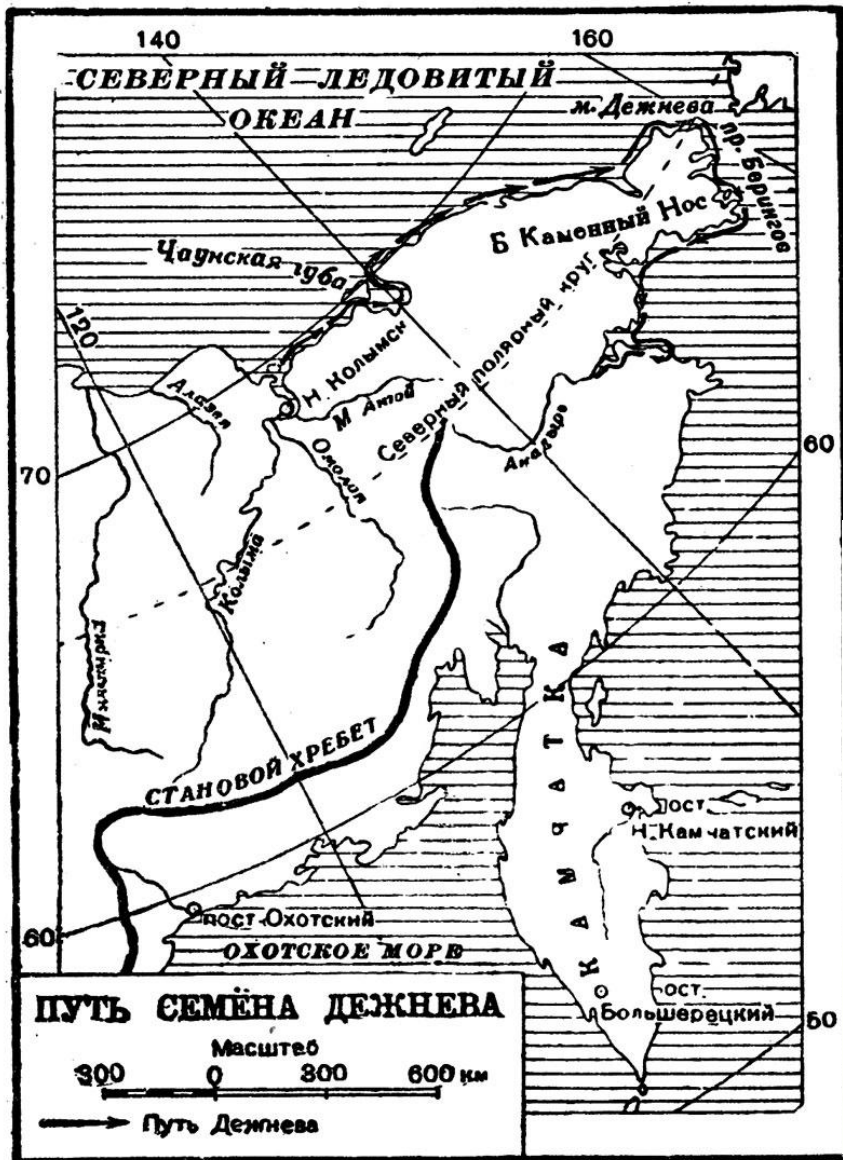 140
160
СЕВЕРНЫЙ ЛЕДОВИТЫЙ
ОКЕАН
м. Дежнева
пр. Берингов
Б Каменный Нос
Чаунская губа
120
Н. Колымск
Северный полярный круг
М Анюй
Алазея
Омолон
Анадырь
70
60
Колыма
СТАНОВОЙ ХРЕБЕТ
КАМЧАТКА
ост.
Н. Камчатский
пост. Охотский
60
ОХОТСКОЕ МОРЕ
ост.
Большерецкий
50
ПУТЬ СЕМЁНА ДЕЖНЕВА
Масштаб
300 0 300 600 км
Путь Дежнева